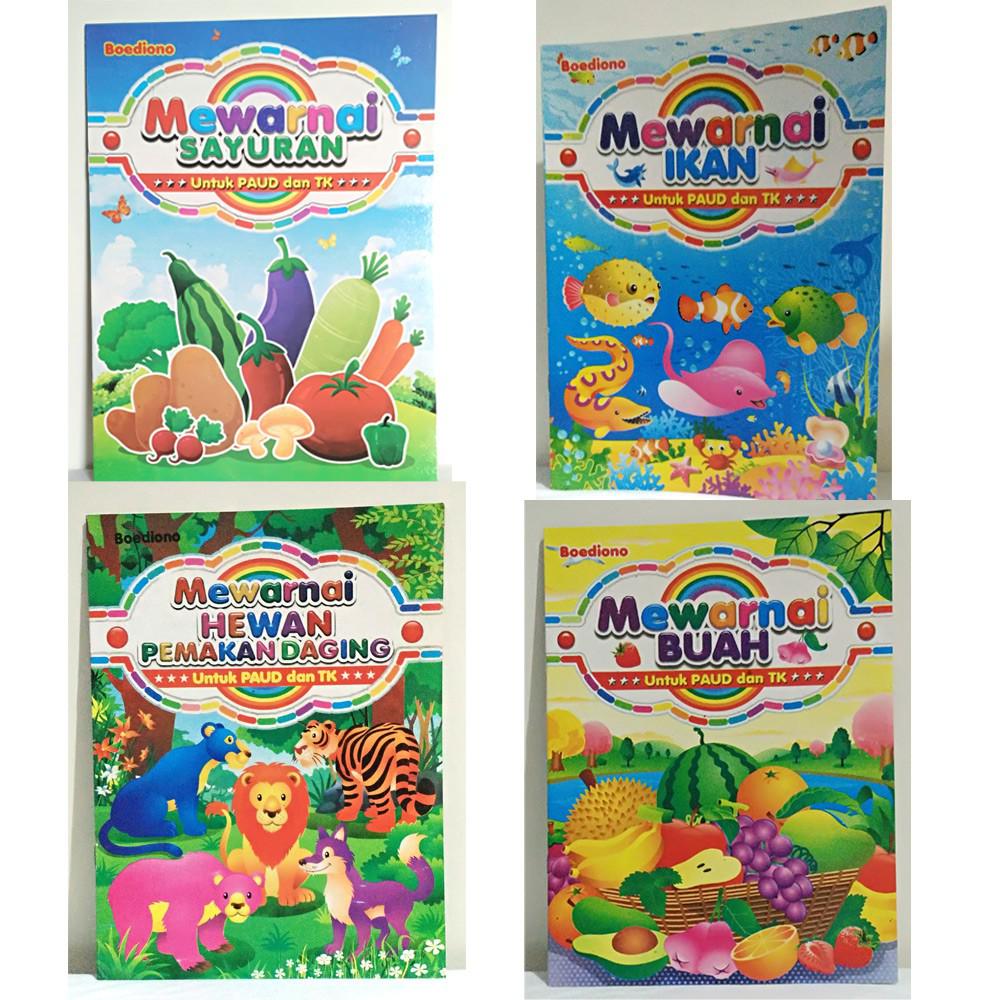 Boediono
Mewarnai
SAYURAN
Untuk PAUD dan TK
Boediono
Mewarnai
IKAN
Untuk PAUD dan TK
Boediono
Mewarnai
HEWAN
PEMAKAN DAGING
Untuk PAUD dan TK
Boediono
Mewarnai
BUAH
Untuk PAUD dan TK